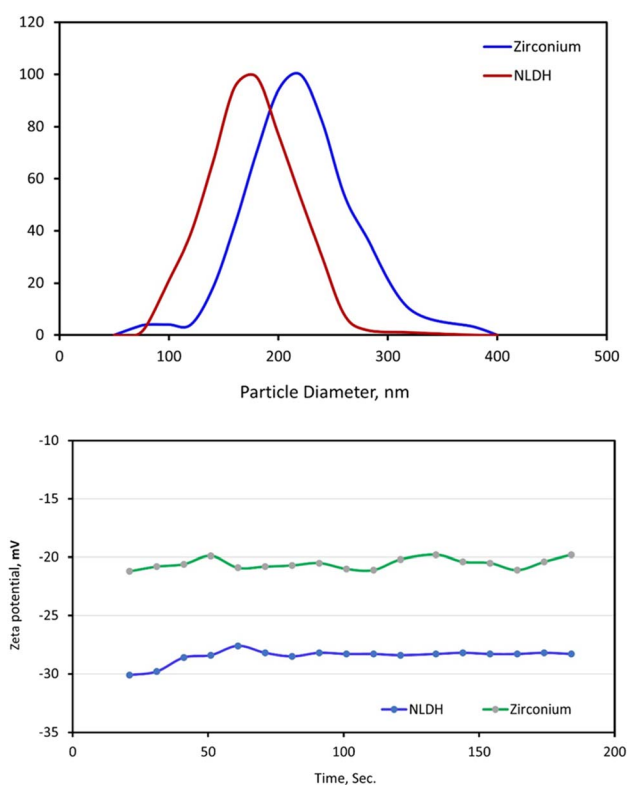 120
100
80
60
40
20
0
Zirconium
NLDH
0 100 200 300 400 500
Particle Diameter, nm
-10
-15
-20
-25
-30
-35
Zeta potential, mV
NLDH Zirconium
0 50 100 150 200
Time, Sec.